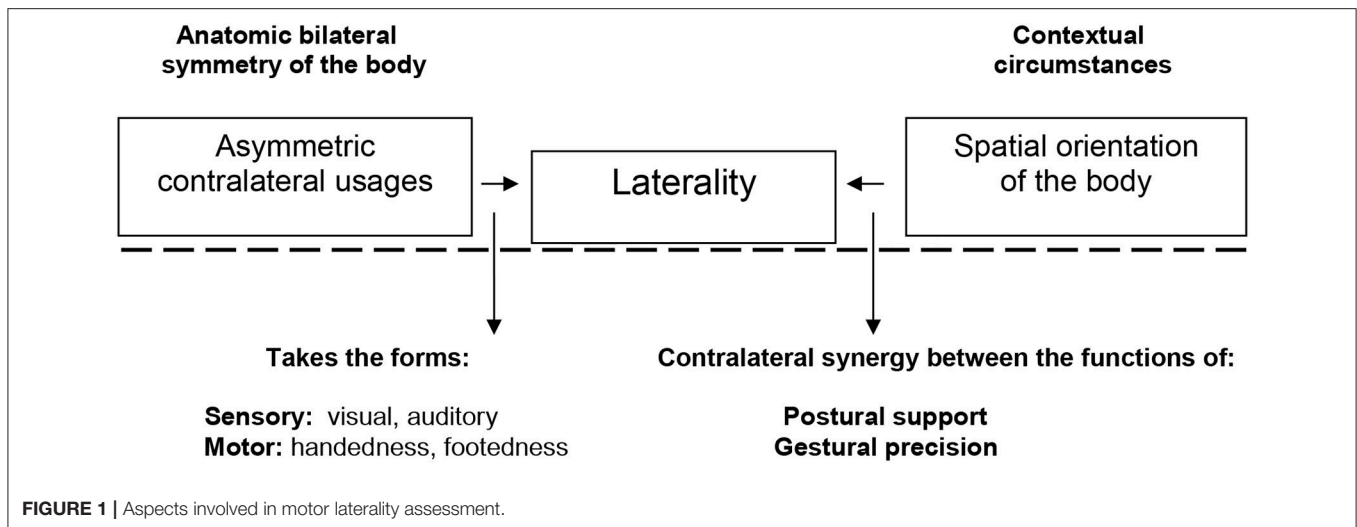 Anatomic bilateral
symmetry of the body
Contextual
circumstances
Asymmetric
contralateral usages
Laterality
Spatial orientation
of the body
Takes the forms:
Sensory: visual, auditory
Motor: handedness, footedness
Contralateral synergy between the functions of:
Postural support
Gestural precision
FIGURE 1 | Aspects involved in motor laterality assessment.